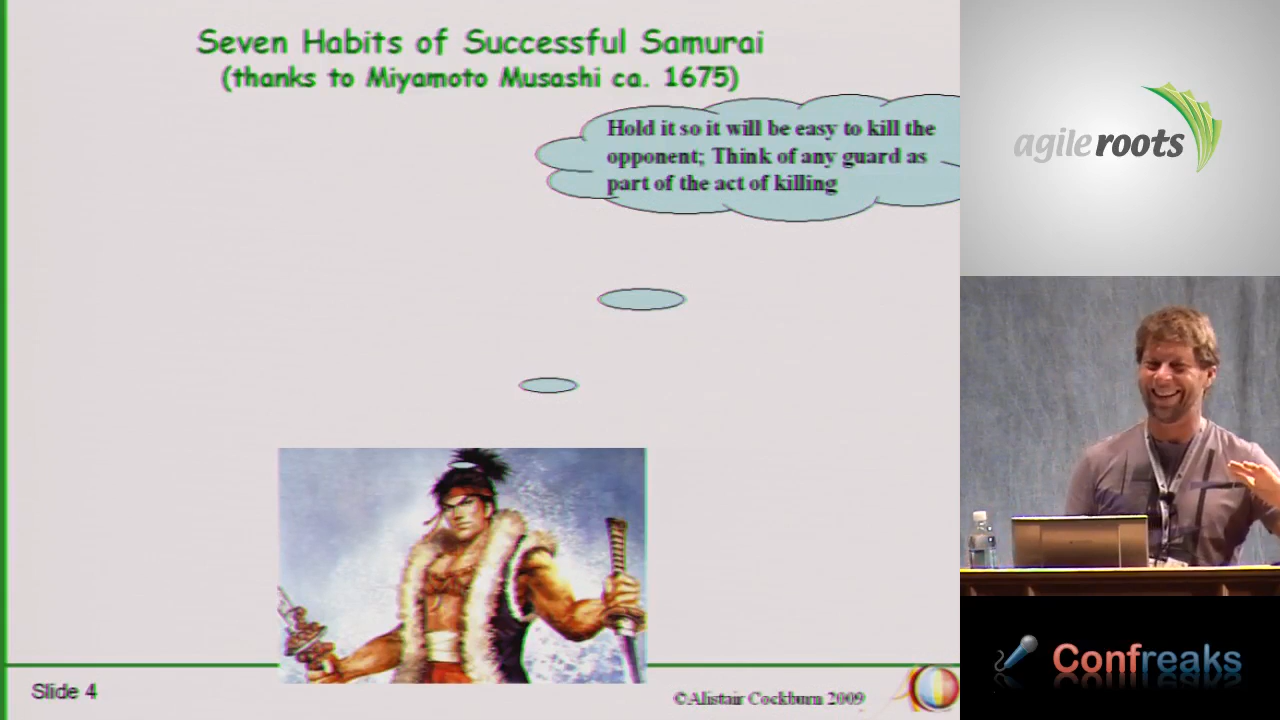 Seven Habits of Successful Samurai
(thanks to Miyamoto Musashi ca. 1675)
Hold it so it will be easy to kill the
opponent; Think of any guard as
part of the act of killing
Slide 4
©Alistair Cockburn 2009
agile roots
Confreaks